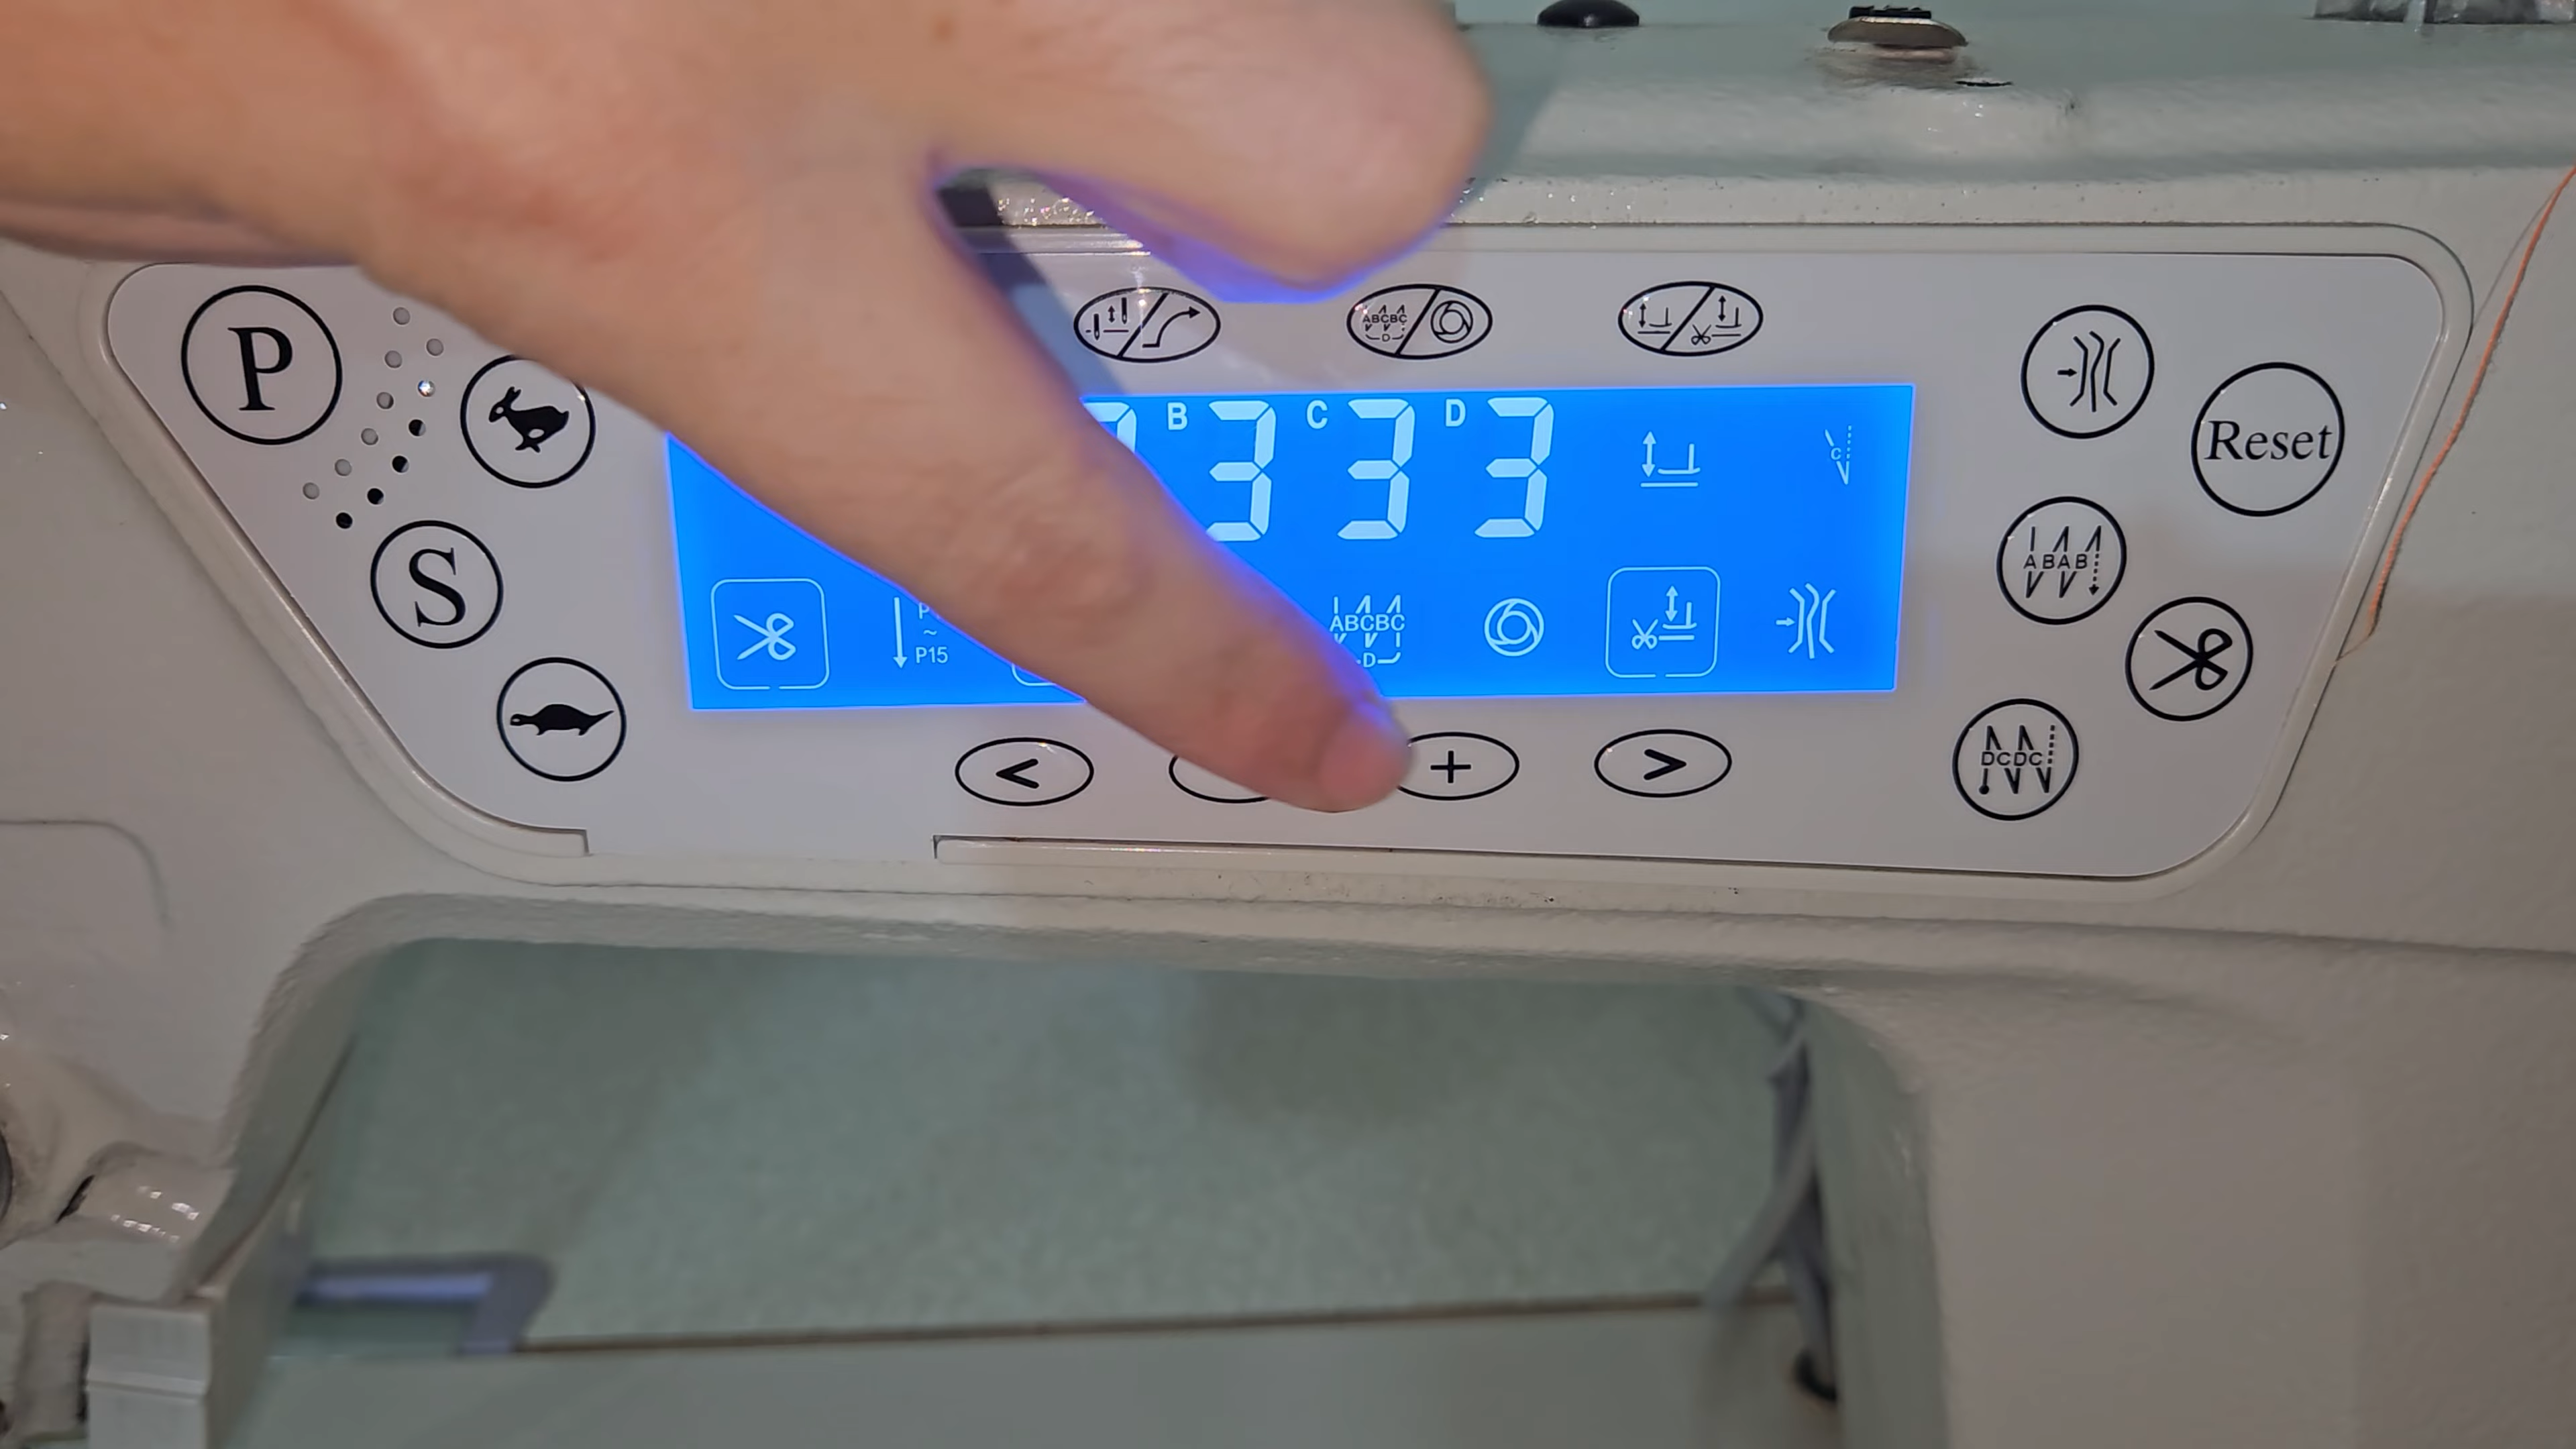 P
S
ABCBC
D
B 3 C 3 D 3
C
P
~
P15
ABCBC
D
< + >
Reset
ABAB
DCDC